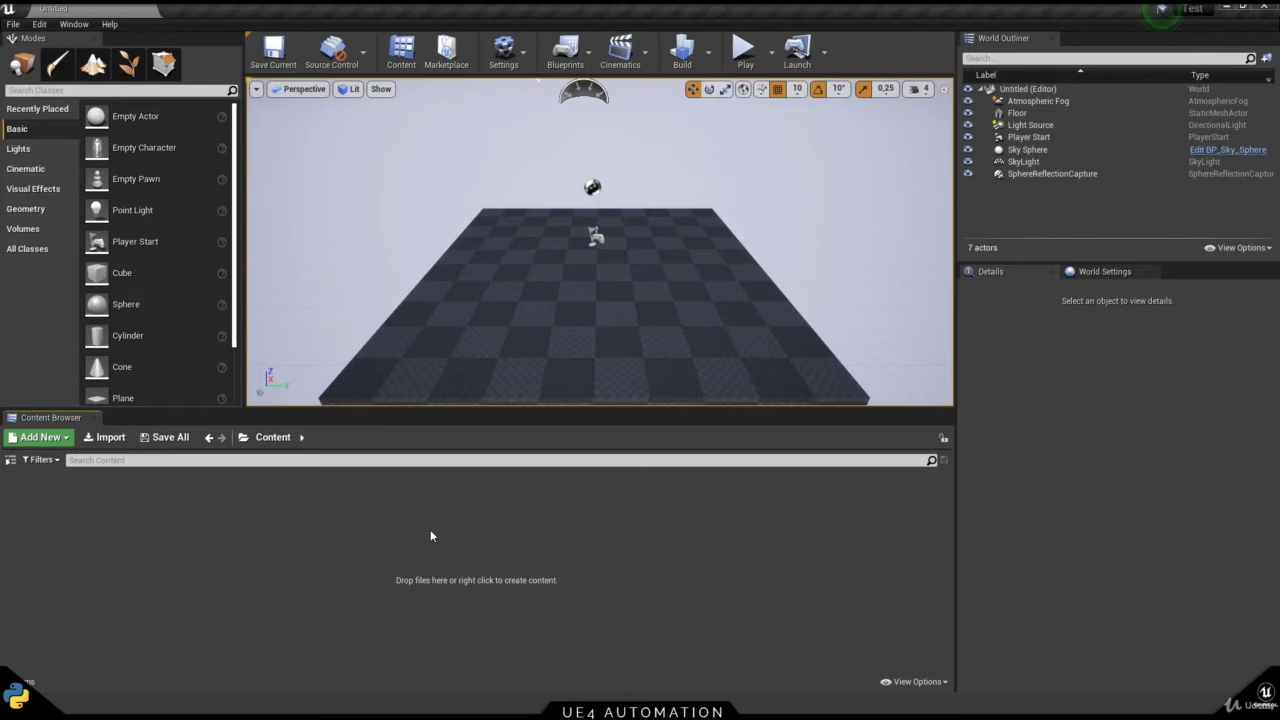 Untitled
Test
File Edit Window Help
Modes
World Outliner
Save Current
Source Control
Content
Marketplace
Settings
Blueprints
Cinematics
Build
Play
Launch
Search...
Search Classes
Perspective
Lit
Show
10
10°
0,25
4
Label
Type
Recently Placed
Basic
Lights
Cinematic
Visual Effects
Geometry
Volumes
All Classes
Empty Actor
Empty Character
Empty Pawn
Point Light
Player Start
Cube
Sphere
Cylinder
Cone
Plane
Untitled (Editor) World
Atmospheric Fog AtmosphericFog
Floor StaticMeshActor
Light Source DirectionalLight
Player Start PlayerStart
Sky Sphere Edit BP_Sky_Sphere
SkyLight SkyLight
SphereReflectionCapture SphereReflectionCaptur
7 actors
View Options
Details
World Settings
Select an object to view details.
Z
X
Y
Content Browser
Add New
Import
Save All
Content
Filters
Search Content
Drop files here or right click to create content.
View Options
UE4 AUTOMATION